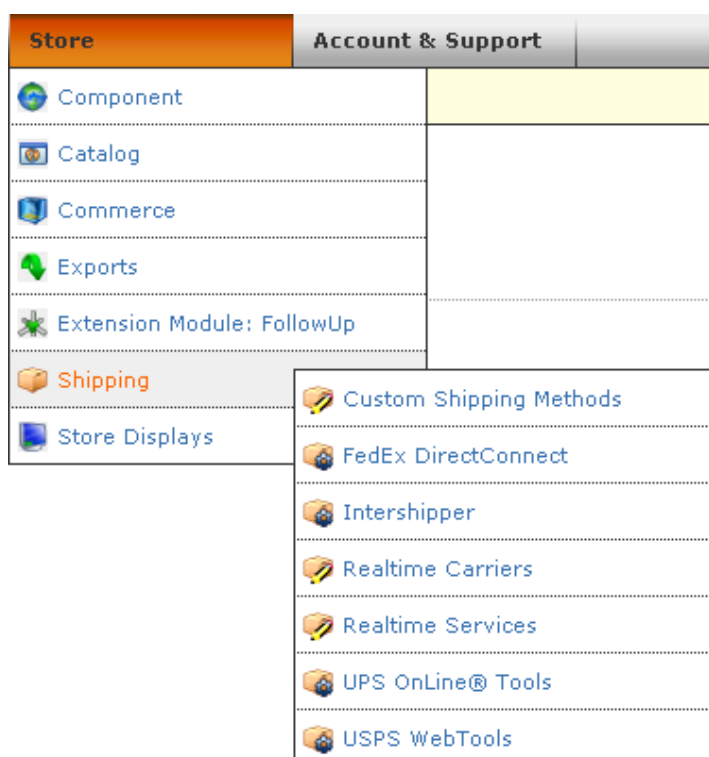 Store
Account & Support
Component
Catalog
Commerce
Exports
Extension Module: FollowUp
Shipping
Store Displays
Custom Shipping Methods
FedEx DirectConnect
Intershipper
Realtime Carriers
Realtime Services
UPS OnLine® Tools
USPS WebTools